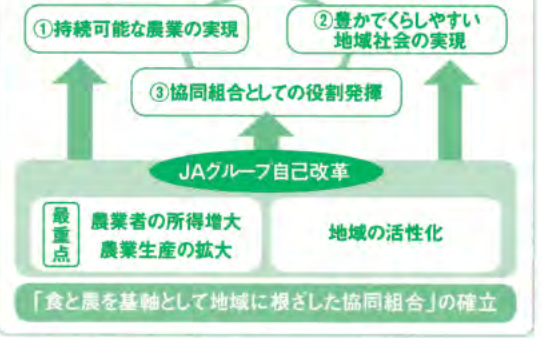 ①持続可能な農業の実現
②豊かでくらしやすい
地域社会の実現
③協同組合としての役割発揮
JAグループ自己改革
最重点
農業者の所得増大
農業生産の拡大
地域の活性化
「食と農を基軸として地域に根ざした協同組合」の確立